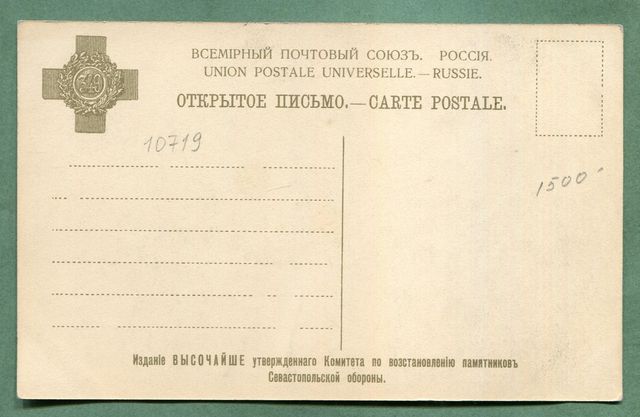 ВСЕМІРНЫЙ ПОЧТОВЫЙ СОЮЗЪ. РОССІЯ.
UNION POSTALE UNIVERSELLE.—RUSSIE.
ОТКРЫТОЕ ПИСЬМО.—CARTE POSTALE.
10719
1500-
Изданіе ВЫСОЧАЙШЕ утвержденнаго Комитета по возстановленію памятниковъ
Севастопольской обороны.